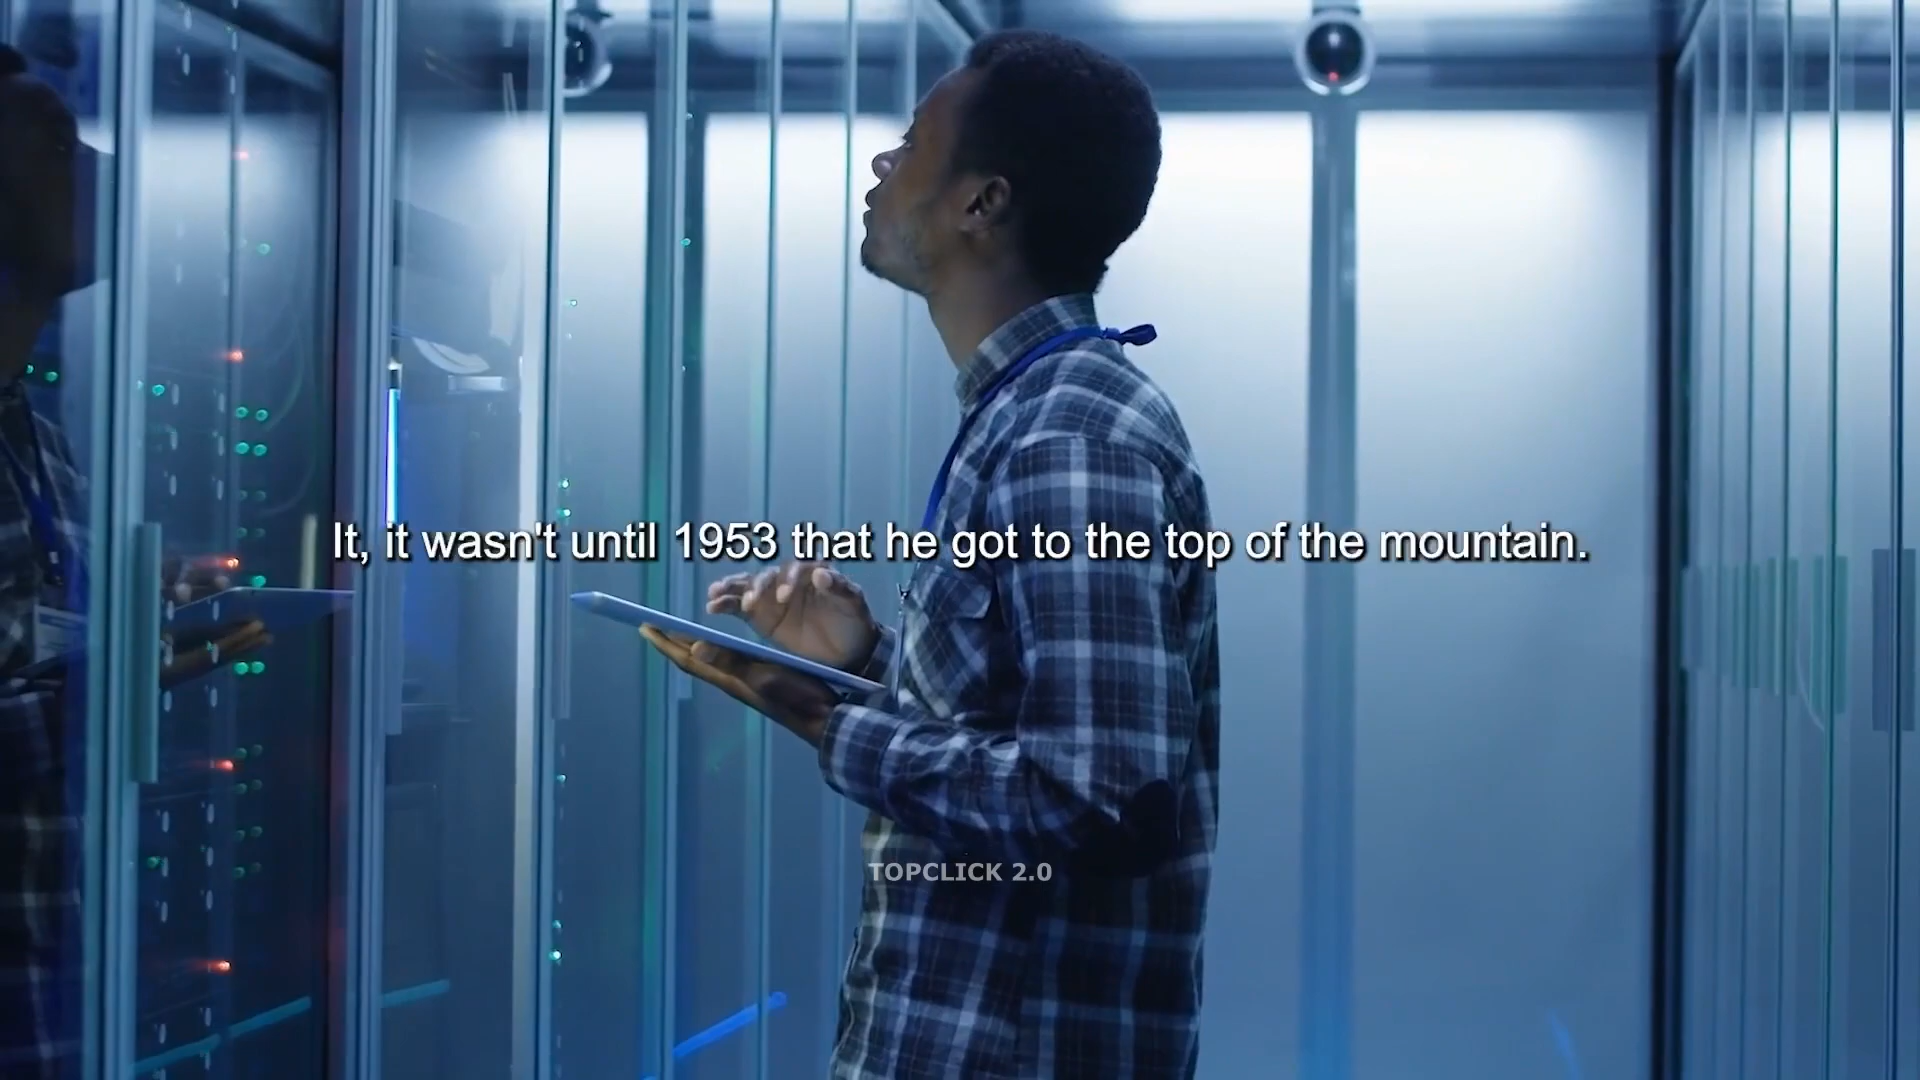 It, it wasn't until 1953 that he got to the top of the mountain.
TOPCLICK 2.0